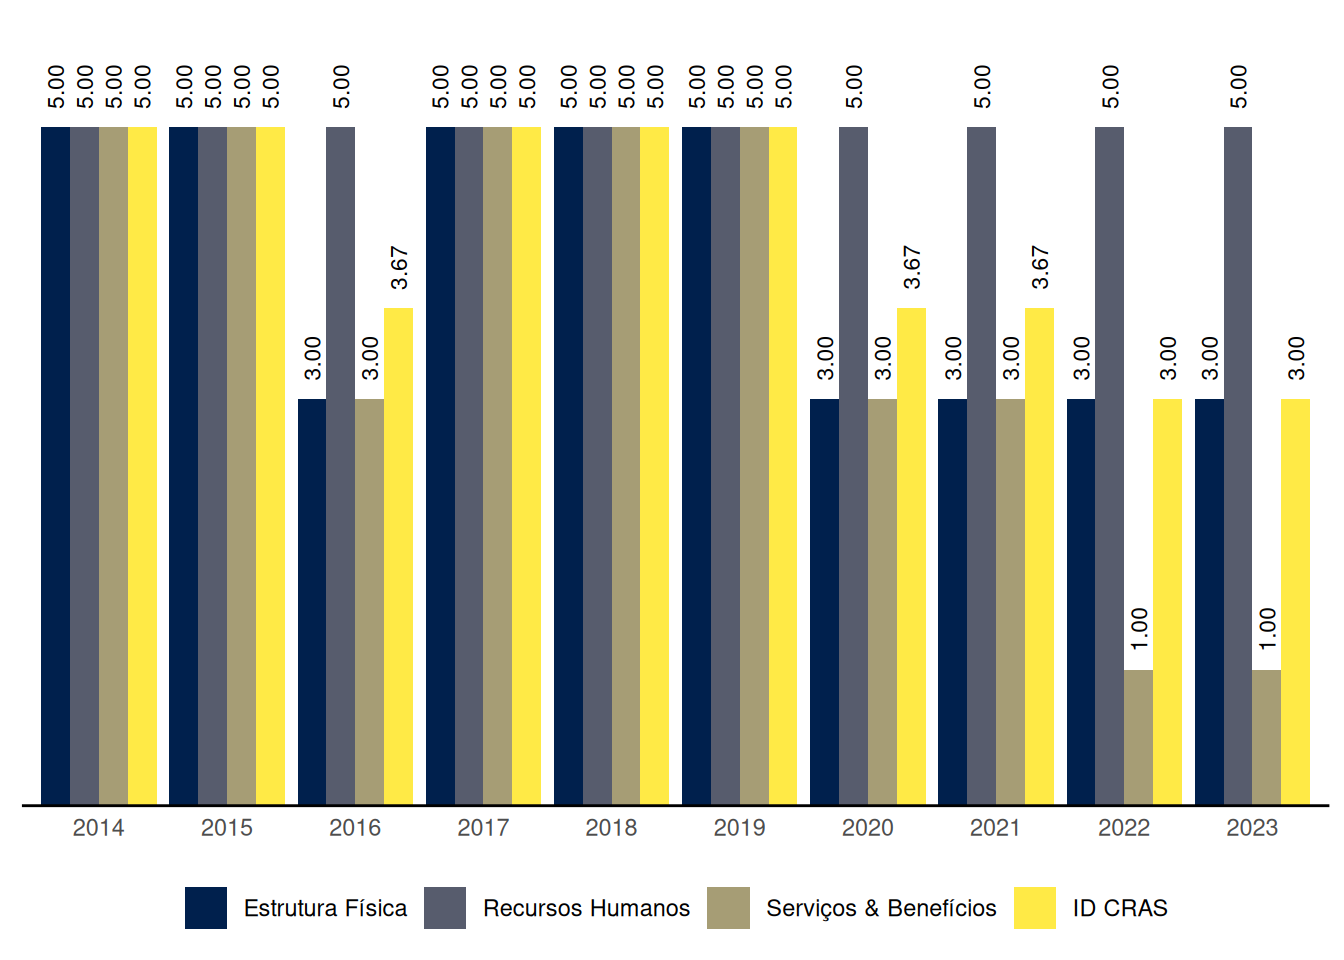 5.00 5.00 5.00 5.00 5.00 5.00 5.00 5.00 5.00 5.00 5.00 5.00 5.00 5.00 5.00 5.00 5.00 5.00 5.00 5.00 5.00 5.00 5.00 5.00 5.00
3.67 3.67 3.67
3.00 3.00 3.00 3.00 3.00 3.00 3.00 3.00 3.00 3.00
1.00 1.00
2014 2015 2016 2017 2018 2019 2020 2021 2022 2023
Estrutura Física Recursos Humanos Serviços & Benefícios ID CRAS